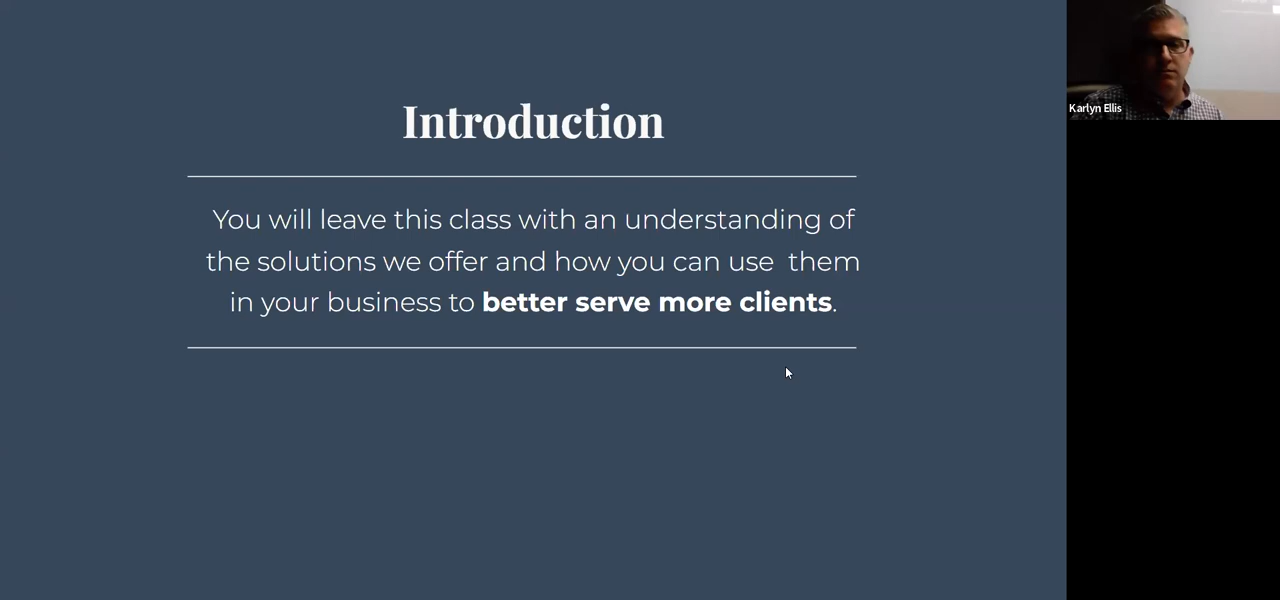 Introduction
You will leave this class with an understanding of
the solutions we offer and how you can use them
in your business to better serve more clients.
Karlyn Ellis